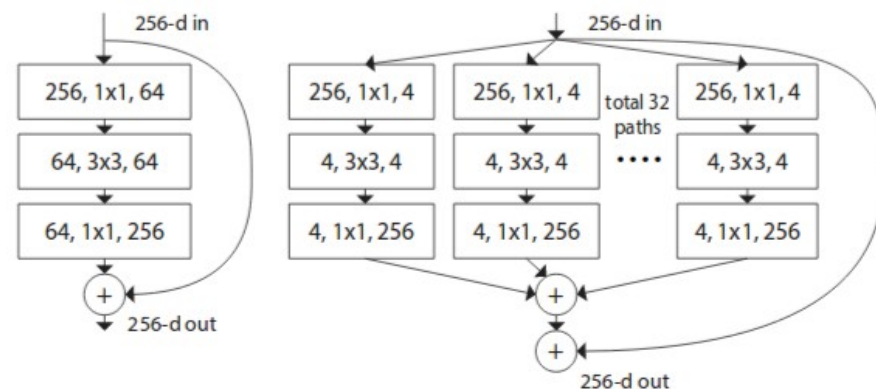 256-d in
256, 1x1, 64
64, 3x3, 64
64, 1x1, 256
+
256-d out
256-d in
256, 1x1, 4
256, 1x1, 4
total 32
paths
256, 1x1, 4
4, 3x3, 4
4, 3x3, 4
....
4, 3x3, 4
4, 1x1, 256
4, 1x1, 256
4, 1x1, 256
+
+
256-d out